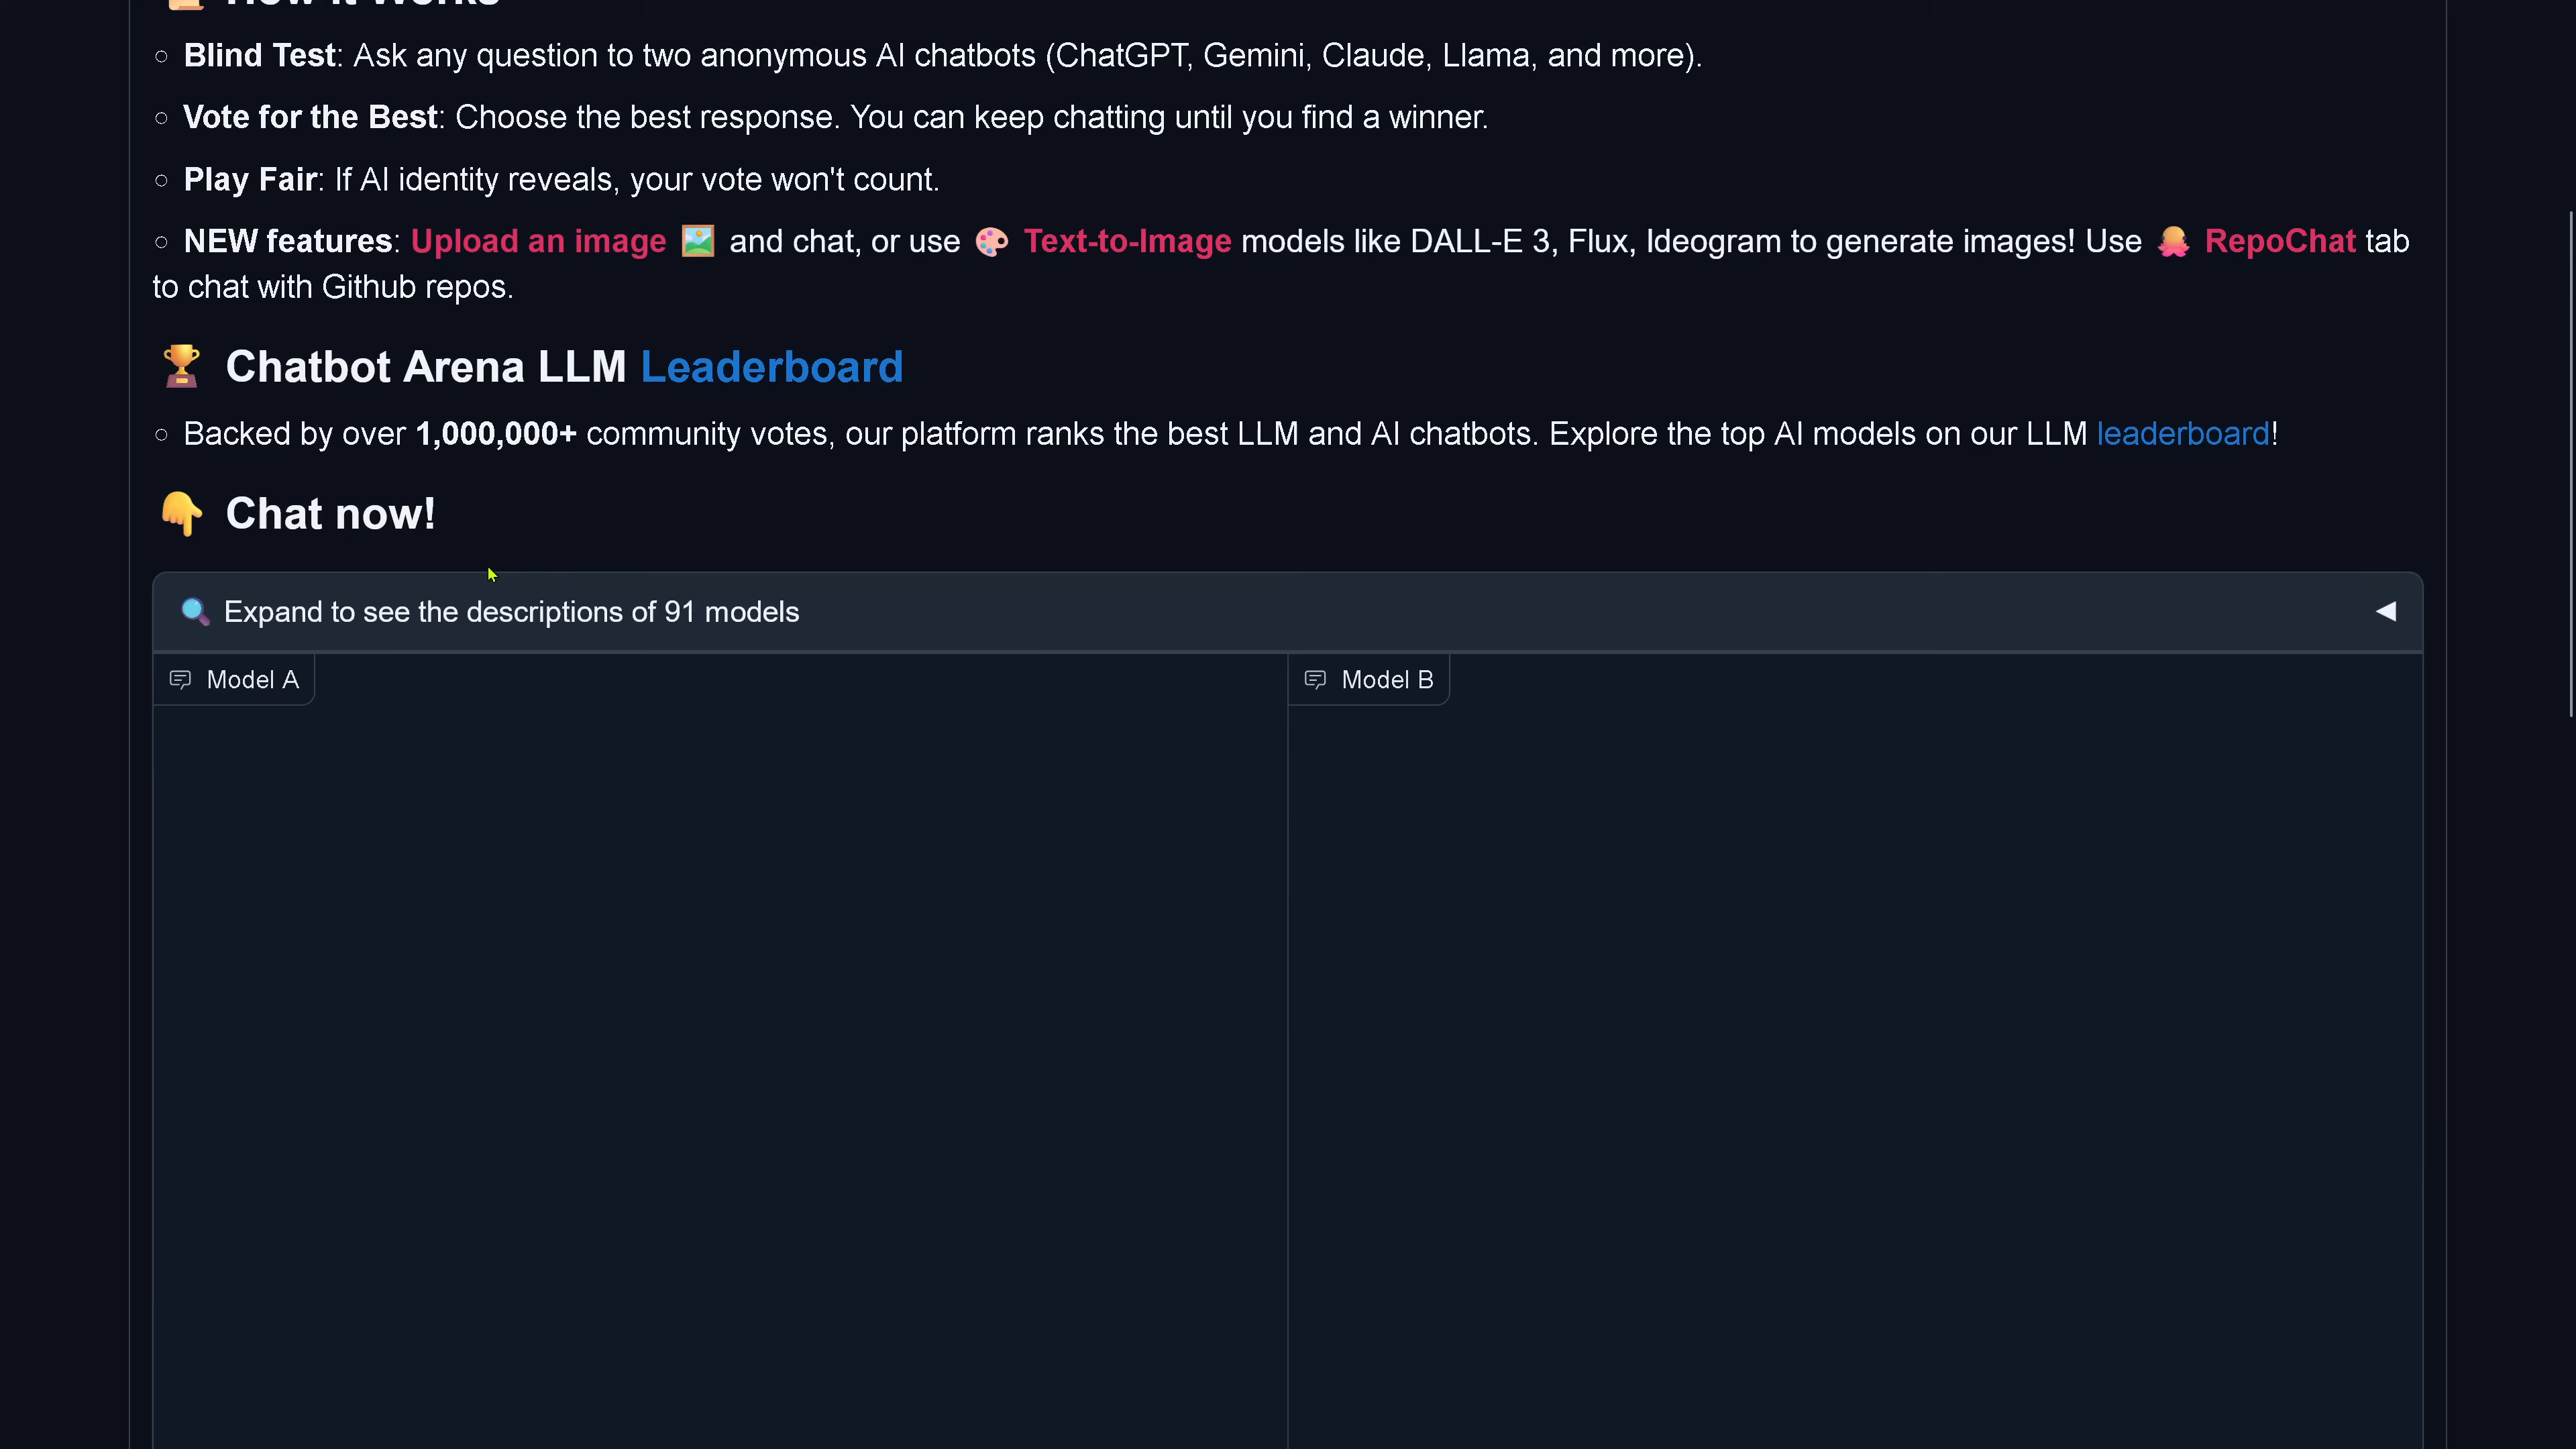 How it Works
Blind Test: Ask any question to two anonymous AI chatbots (ChatGPT, Gemini, Claude, Llama, and more).
Vote for the Best: Choose the best response. You can keep chatting until you find a winner.
Play Fair: If AI identity reveals, your vote won't count.
NEW features: Upload an image 🖼️ and chat, or use 🎨 Text-to-Image models like DALL-E 3, Flux, Ideogram to generate images! Use RepoChat tab
to chat with Github repos.
Chatbot Arena LLM Leaderboard
Backed by over 1,000,000+ community votes, our platform ranks the best LLM and AI chatbots. Explore the top AI models on our LLM leaderboard!
Chat now!
Expand to see the descriptions of 91 models
Model A
Model B